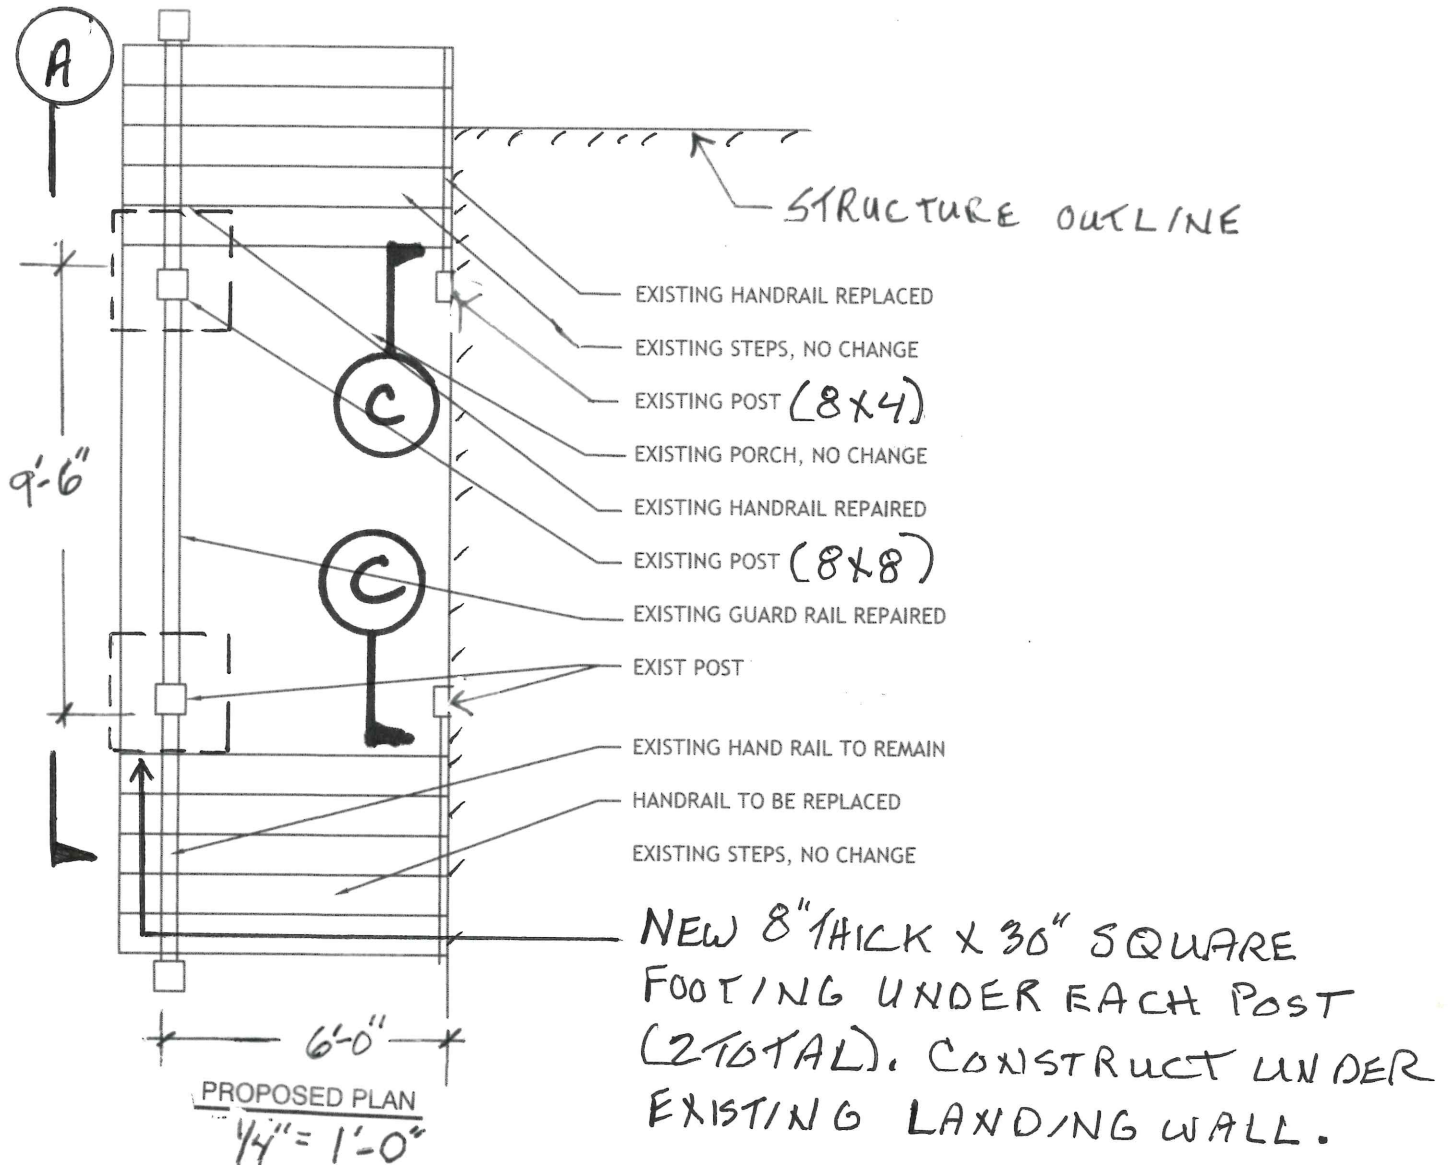 A
STRUCTURE OUTLINE
EXISTING HANDRAIL REPLACED
EXISTING STEPS, NO CHANGE
EXISTING POST (8X4)
C
EXISTING PORCH, NO CHANGE
9'-6"
EXISTING HANDRAIL REPAIRED
EXISTING POST (8X8)
C
EXISTING GUARD RAIL REPAIRED
EXIST POST
EXISTING HAND RAIL TO REMAIN
HANDRAIL TO BE REPLACED
EXISTING STEPS, NO CHANGE
NEW 8" THICK X 30" SQUARE
FOOTING UNDER EACH POST
(2 TOTAL). CONSTRUCT UNDER
EXISTING LANDING WALL.
6'-0"
PROPOSED PLAN
1/4" = 1'-0"